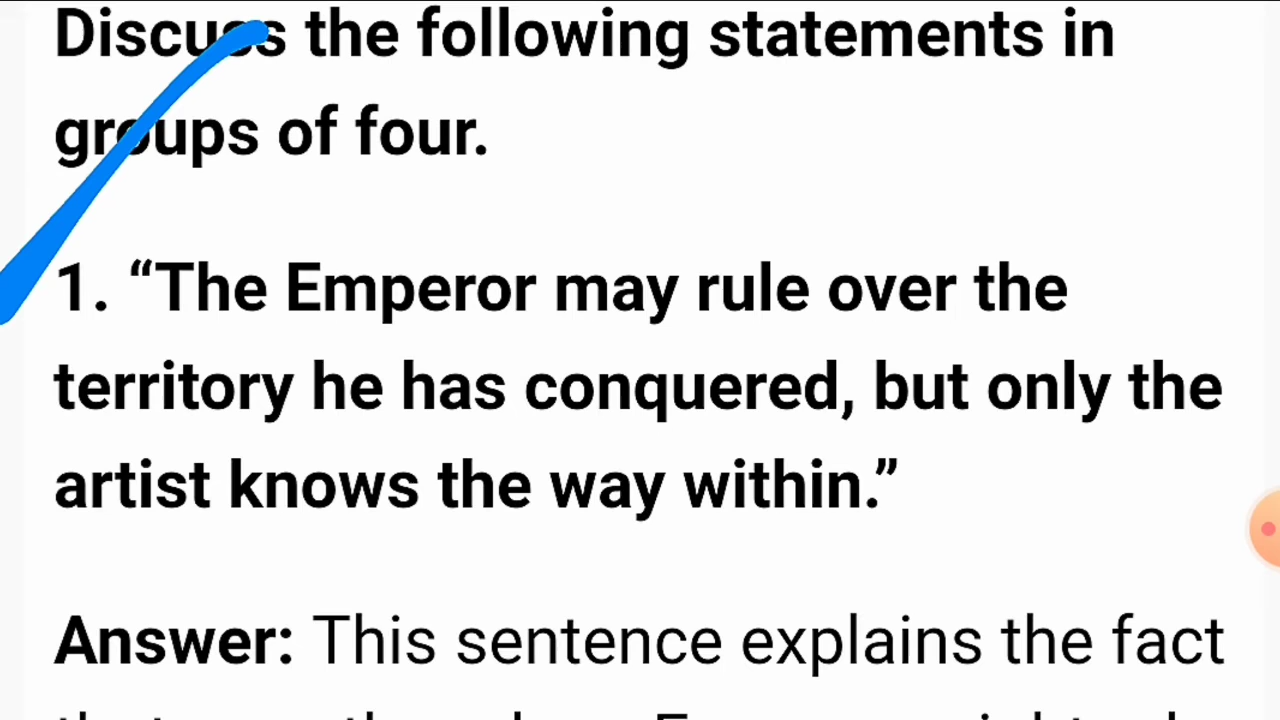 Discuss the following statements in
groups of four.
1. “The Emperor may rule over the
territory he has conquered, but only the
artist knows the way within.”
Answer: This sentence explains the fact